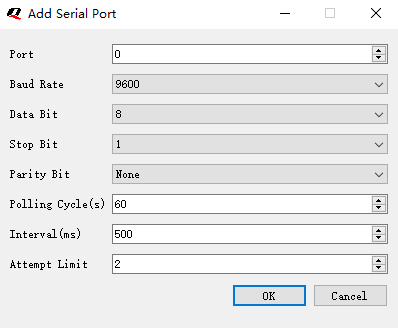 Add Serial Port
Port 0
Baud Rate 9600
Data Bit 8
Stop Bit 1
Parity Bit None
Polling Cycle(s) 60
Interval(ms) 500
Attempt Limit 2
OK Cancel